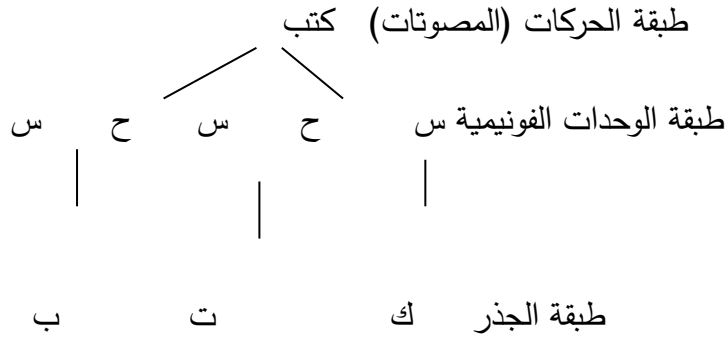 طبقة الحركات (المصوتات) كتب
طبقة الوحدات الفونيمية س ح س ح س
طبقة الجذر ك ت ب